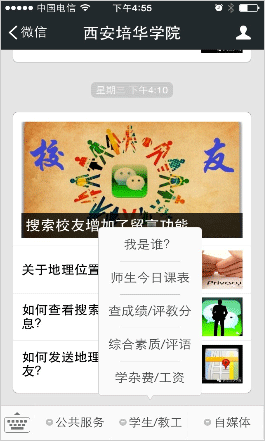 中国电信 下午4:55
微信 西安培华学院
星期三 下午4:10
校 友
搜索校友增加了留言功能
关于地理位置
Privacy
如何查看搜索
息?
如何发送地理
友?
我是谁?
师生今日课表
查成绩/评教分
综合素质/评语
学杂费/工资
公共服务 学生/教工 自媒体